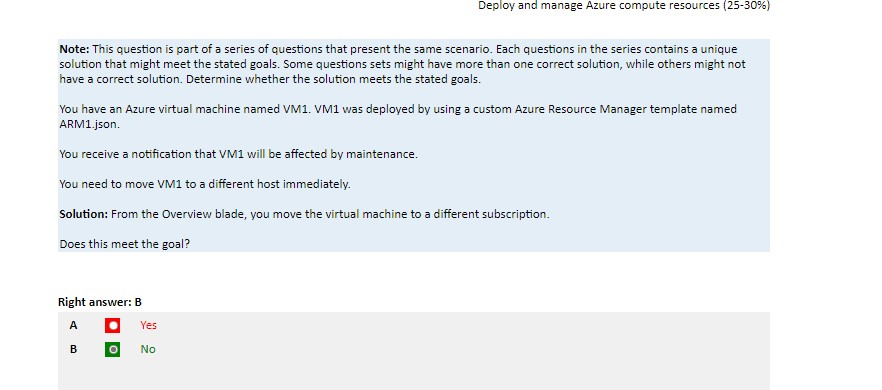 Deploy and manage Azure compute resources (25-30%)
Note: This question is part of a series of questions that present the same scenario. Each questions in the series contains a unique
solution that might meet the stated goals. Some questions sets might have more than one correct solution, while others might not
have a correct solution. Determine whether the solution meets the stated goals.
You have an Azure virtual machine named VM1. VM1 was deployed by using a custom Azure Resource Manager template named
ARM1.json.
You receive a notification that VM1 will be affected by maintenance.
You need to move VM1 to a different host immediately.
Solution: From the Overview blade, you move the virtual machine to a different subscription.
Does this meet the goal?
Right answer: B
A Yes
B No